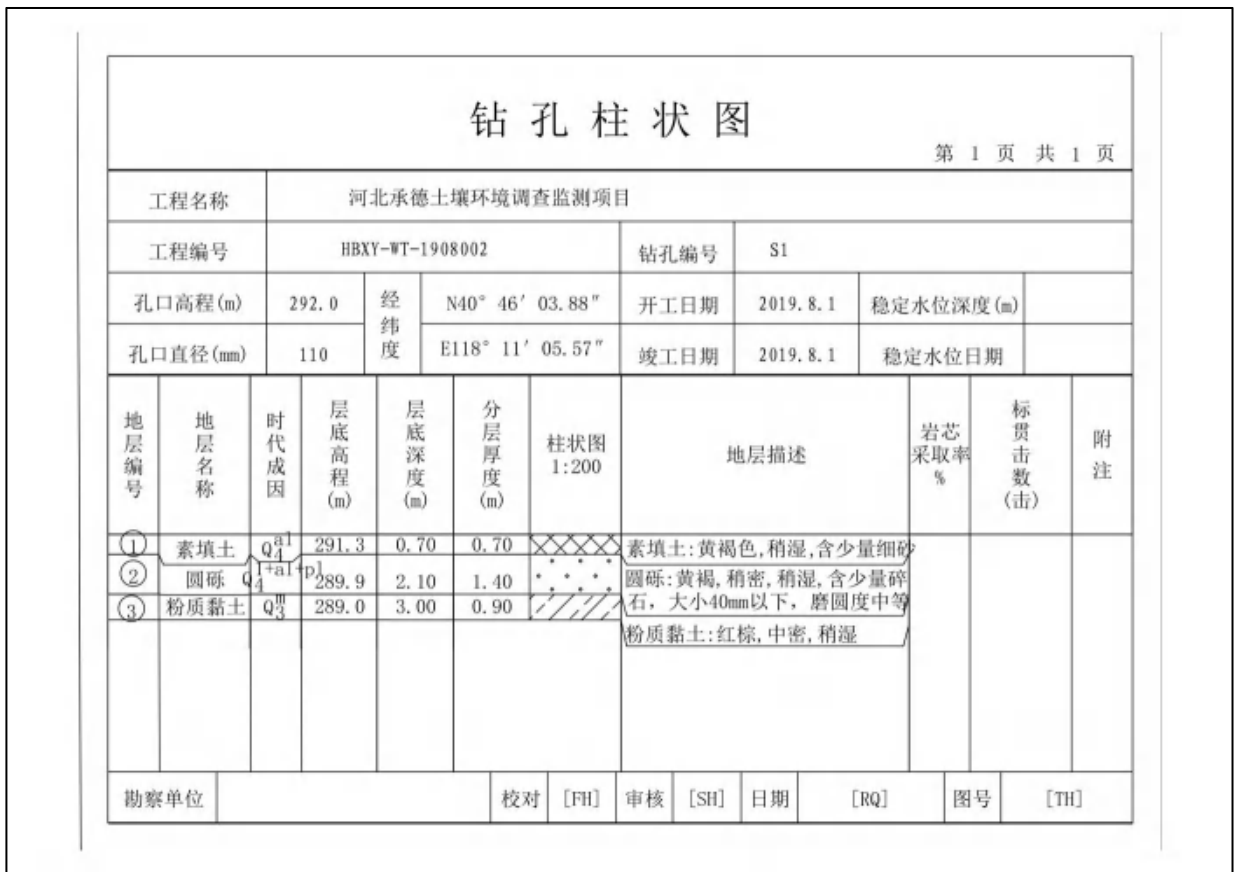 钻孔柱状图
第 1 页 共 1 页
工程名称 河北承德土壤环境调查监测项目
工程编号 HBXY-WT-1908002 钻孔编号 S1
孔口高程(m) 292.0 经纬度 N40° 46′ 03.88″ 开工日期 2019.8.1 稳定水位深度(m)
孔口直径(mm) 110 E118° 11′ 05.57″ 竣工日期 2019.8.1 稳定水位日期
地层编号 地层名称 时代成因 层底高程(m) 层底深度(m) 分层厚度(m) 柱状图 1:200 地层描述 岩芯采取率% 标贯击数(击) 附注
① 素填土 Q4al 291.3 0.70 0.70 素填土:黄褐色,稍湿,含少量细砂
② 圆砾 289.9 2.10 1.40 圆砾:黄褐,稍密,稍湿,含少量碎
石, 大小40mm以下, 磨圆度中等
③ 粉质黏土 Q3m 289.0 3.00 0.90
粉质黏土:红棕,中密,稍湿
勘察单位 校对 [FH] 审核 [SH] 日期 [RQ] 图号 [TH]